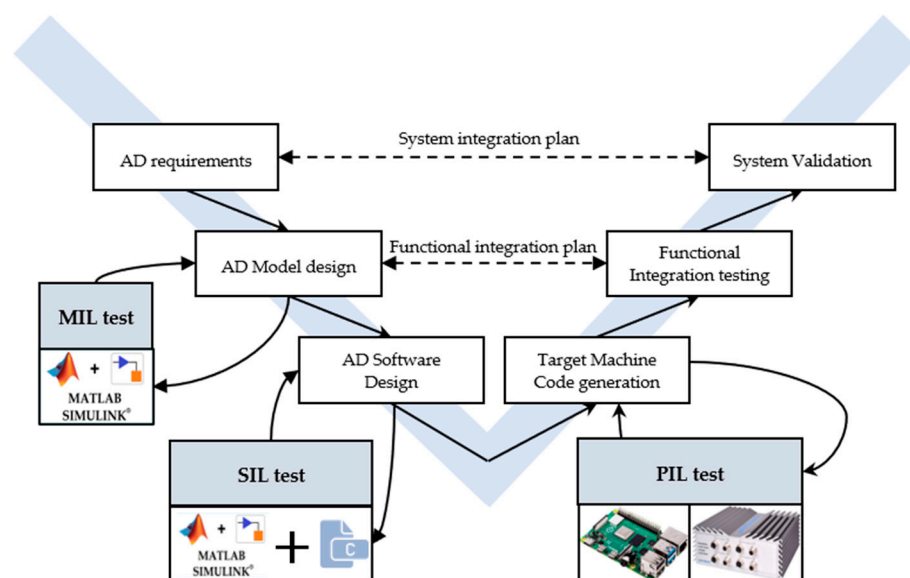 System integration plan
AD requirements
System Validation
Functional integration plan
AD Model design
Functional
Integration testing
MIL test
+
MATLAB
SIMULINK®
AD Software
Design
Target Machine
Code generation
SIL test
+
MATLAB
SIMULINK®
+
C
PIL test